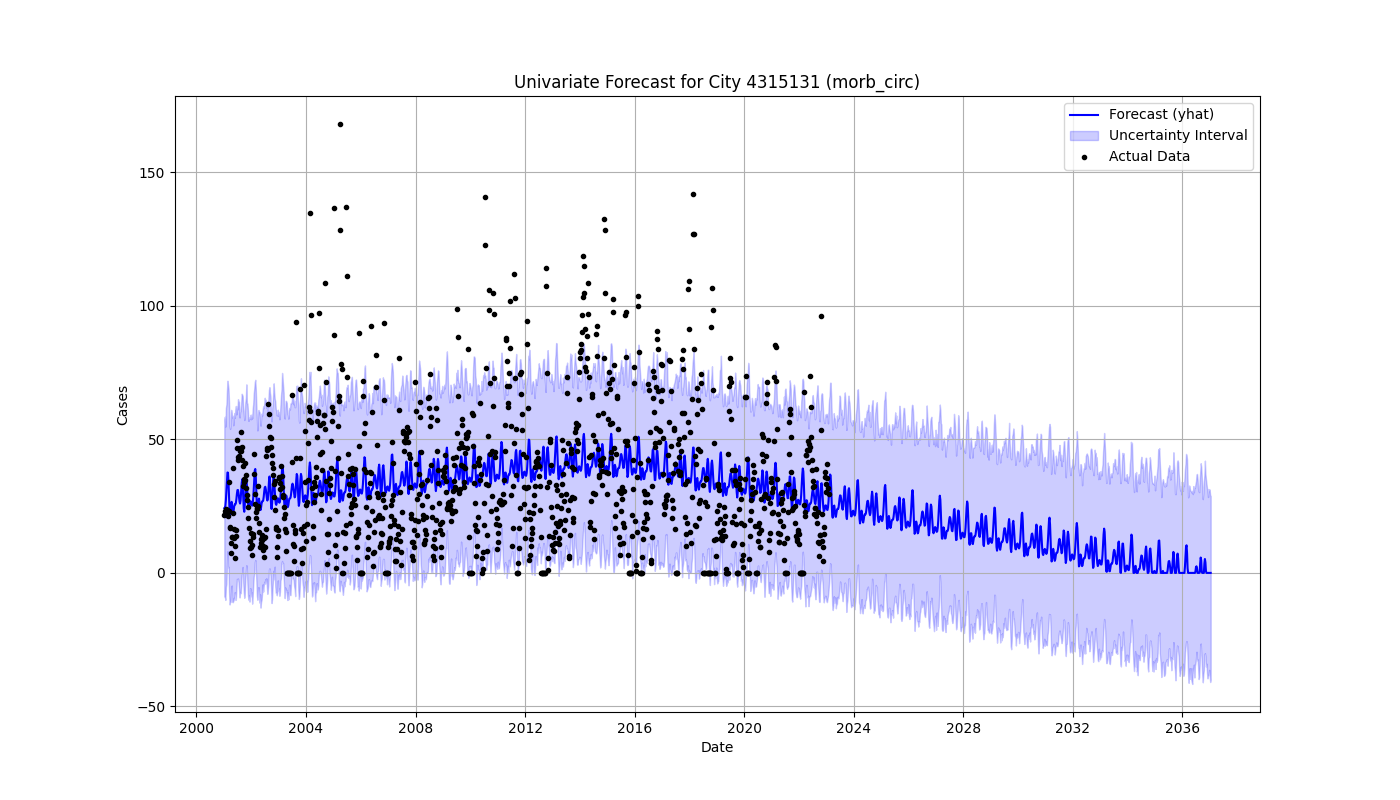 Univariate Forecast for City 4315131 (morb_circ)
Forecast (yhat)
Uncertainty Interval
Actual Data
Cases
150
100
50
0
−50
2000 2004 2008 2012 2016 2020 2024 2028 2032 2036
Date